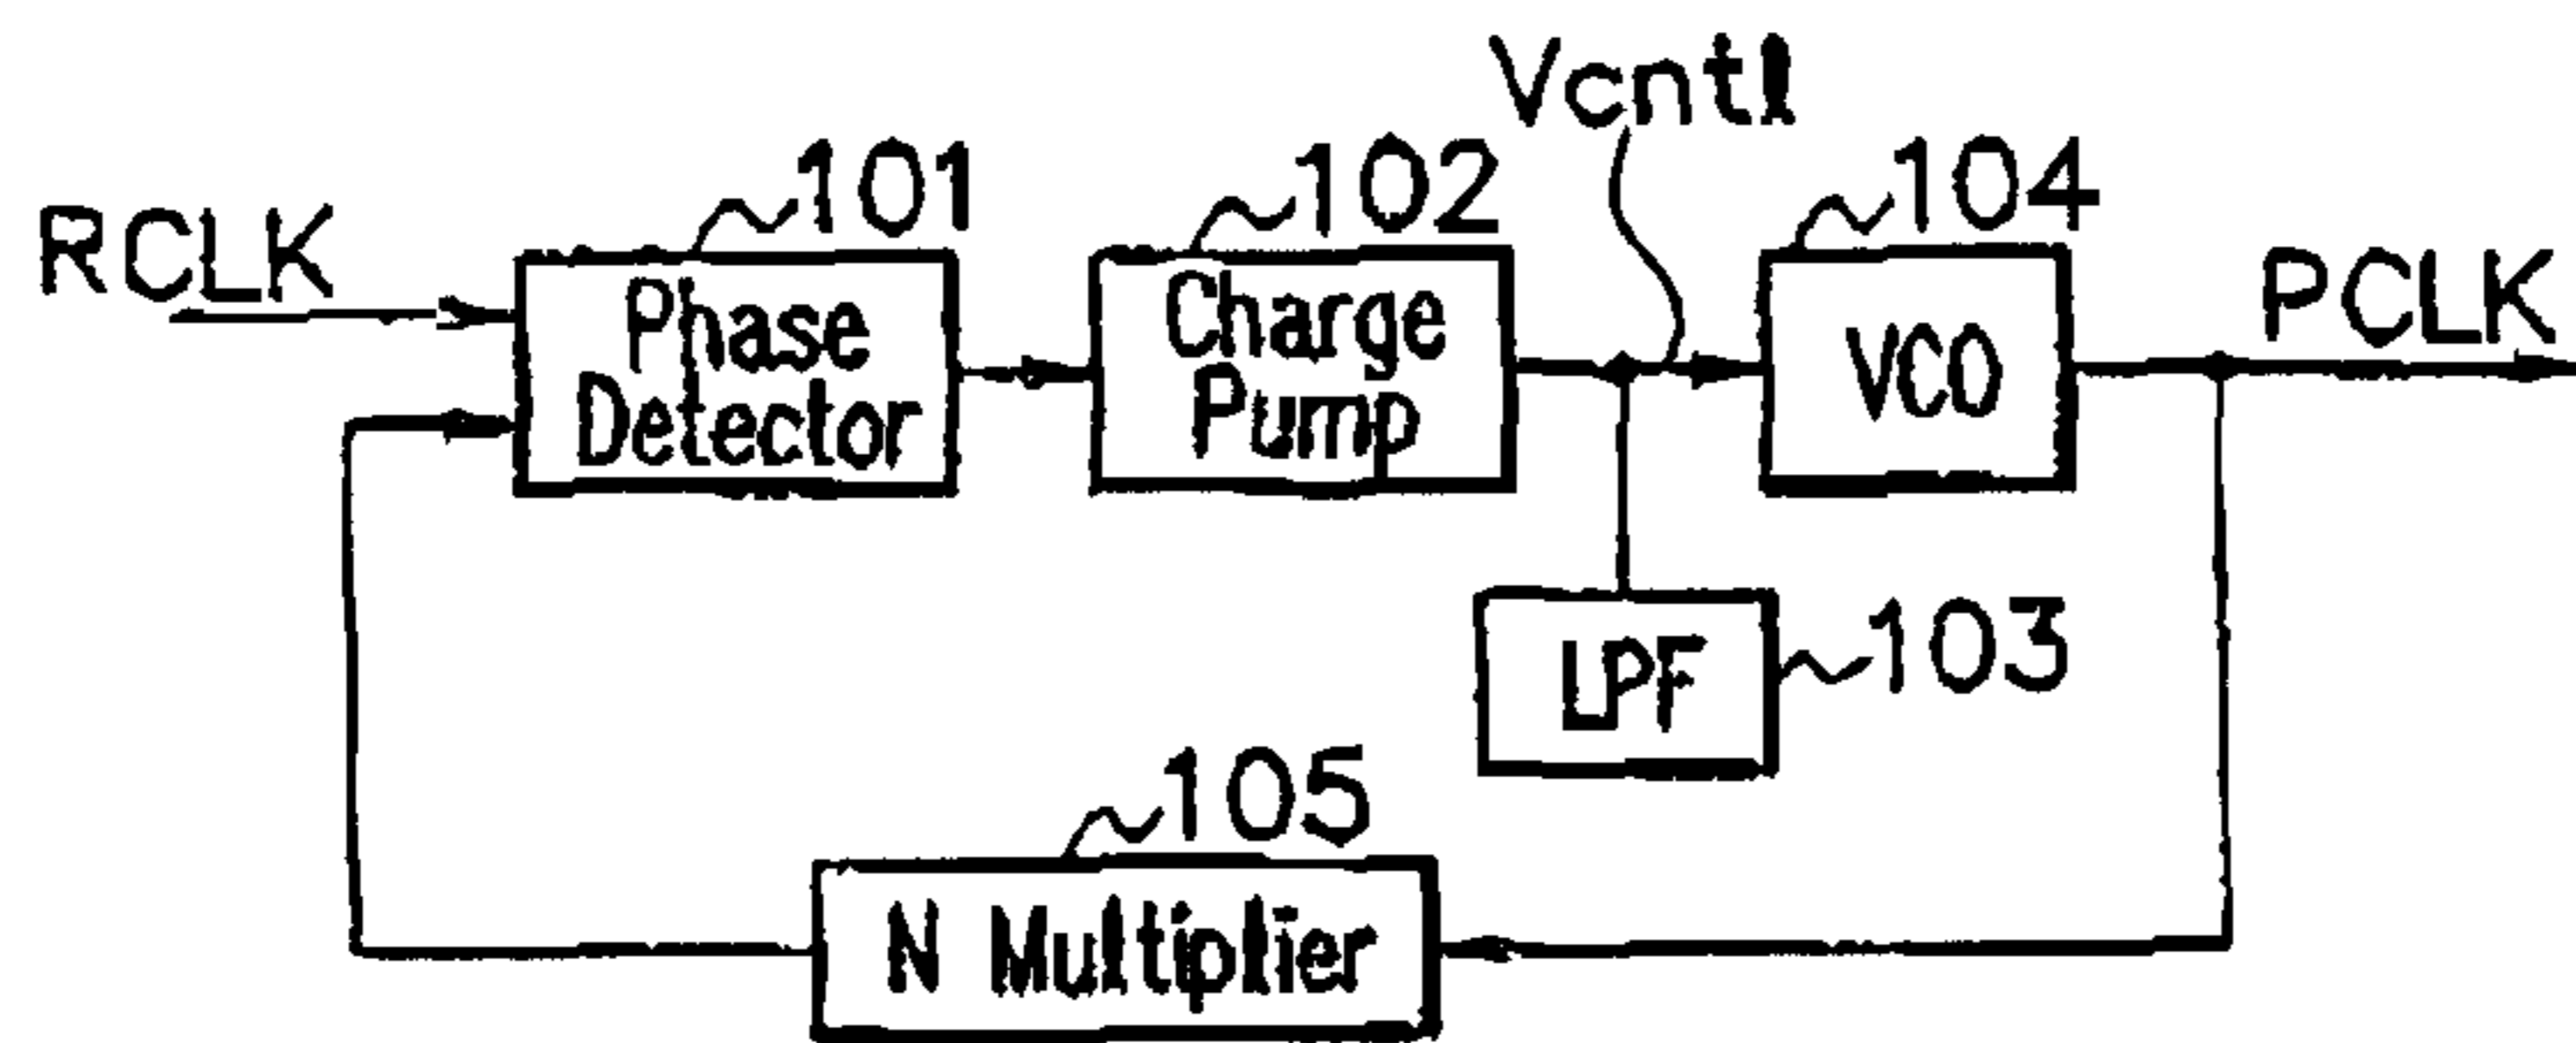 Vcntl
101
102
104
RCLK
PCLK
Phase
Detector
Charge
Pump
VCO
LPF
103
105
N Multiplier